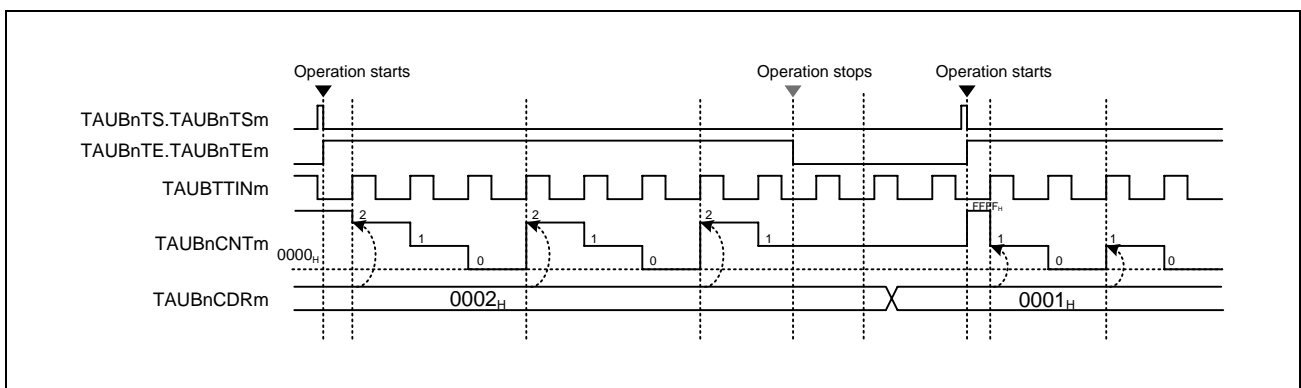 Operation starts Operation stops Operation starts
TAUBnTS.TAUBnTSm
TAUBnTE.TAUBnTEm
TAUBTTINm
FFFFH
2 2 2
TAUBnCNTm 1 1 1 1 1
0000H 0 0 0 0
TAUBnCDRm 0002H 0001H